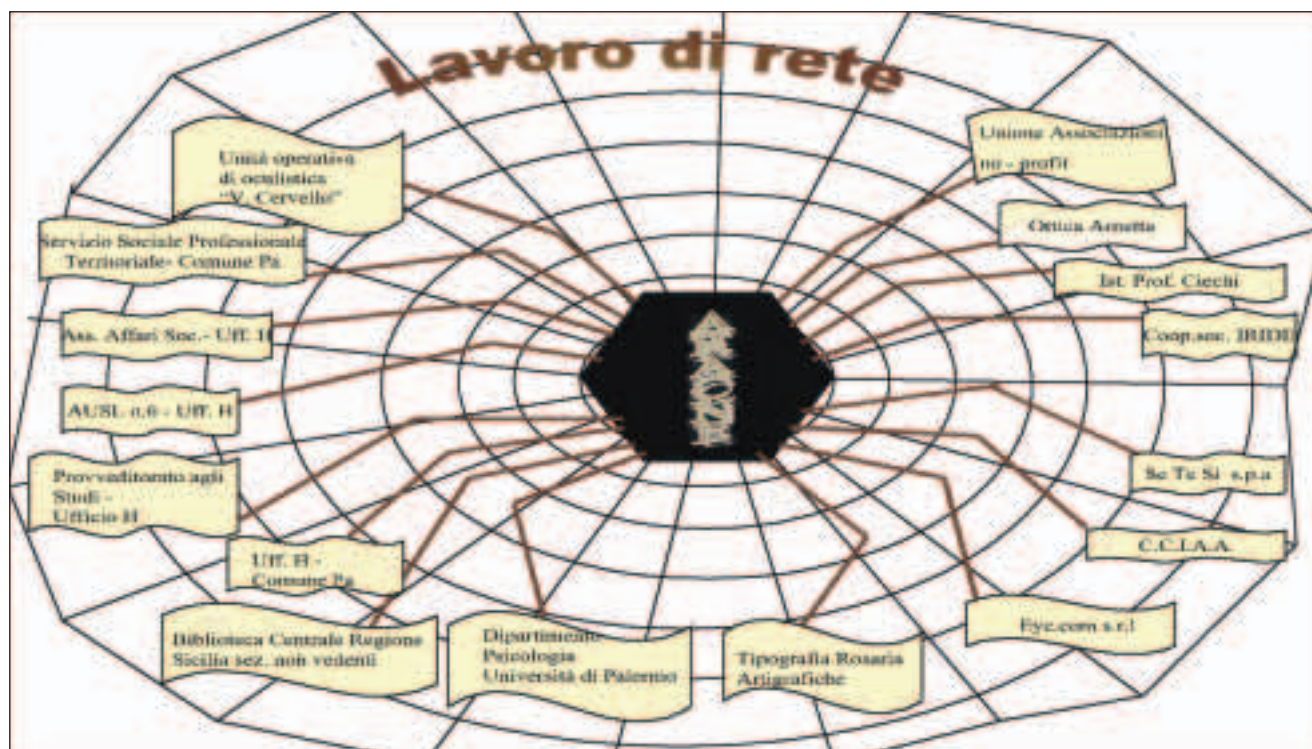 Lavoro di rete
Unità operativa
di oculistica
"V. Cervello"
Servizio Sociale Professionale
Territoriale- Comune Pa
Ass. Affari Soc.- Uff. H
AUSL n.6 - Uff. H
Provveditorato agli
Studi -
Ufficio H
Uff. H -
Comune Pa
Biblioteca Centrale Regione
Sicilia sez. non vedenti
Dipartimento
Psicologia
Università di Palermo
Tipografia Rosaria
Artigrafiche
Eye.com s.r.l
C.C.I.A.A.
Se Te Si s.p.a
Coop.soc. IRIDE
Ist. Prof. Ciechi
Ottica Arnetta
Unione Associazioni
no - profit